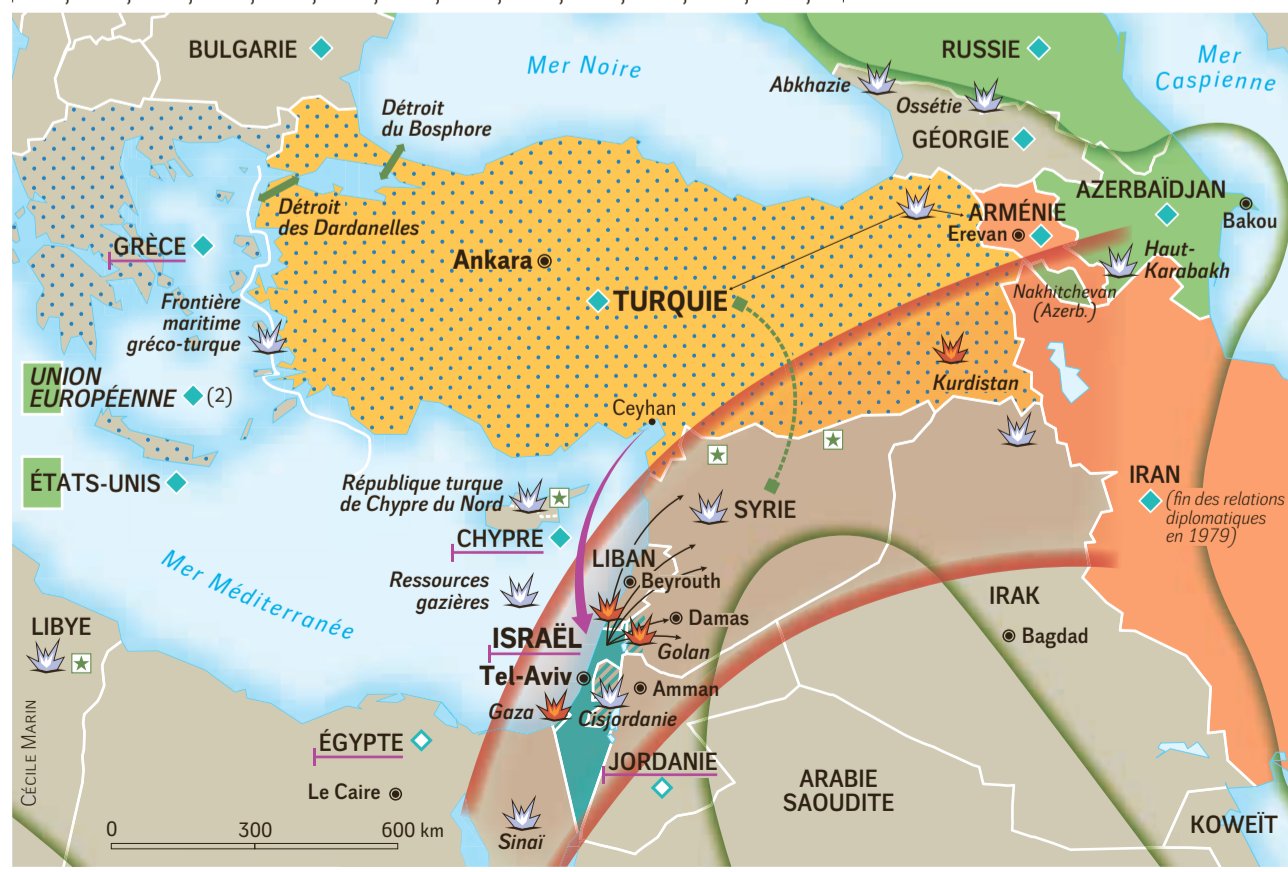 BULGARIE
Mer Noire
RUSSIE
Mer
Caspienne
Abkhazie
Ossétie
GÉORGIE
Détroit
du Bosphore
Détroit
des Dardanelles
AZERBAÏDJAN
Bakou
ARMÉNIE
Erevan
Haut-
Karabakh
Nakhitchevan
(Azerb.)
GRÈCE
Ankara
TURQUIE
Frontière
maritime
gréco-turque
Kurdistan
UNION
EUROPÉENNE
(2)
Ceyhan
ÉTATS-UNIS
République turque
de Chypre du Nord
SYRIE
IRAN
(fin des relations
diplomatiques
en 1979)
CHYPRE
LIBAN
Beyrouth
Ressources
gazières
Mer Méditerranée
IRAK
Bagdad
Damas
LIBYE
ISRAËL
Golan
Tel-Aviv
Amman
Gaza
Cisjordanie
ÉGYPTE
JORDANIE
ARABIE
SAOUDITE
Le Caire
Sinaï
KOWEÏT
0 300 600 km
CÉCILE MARIN